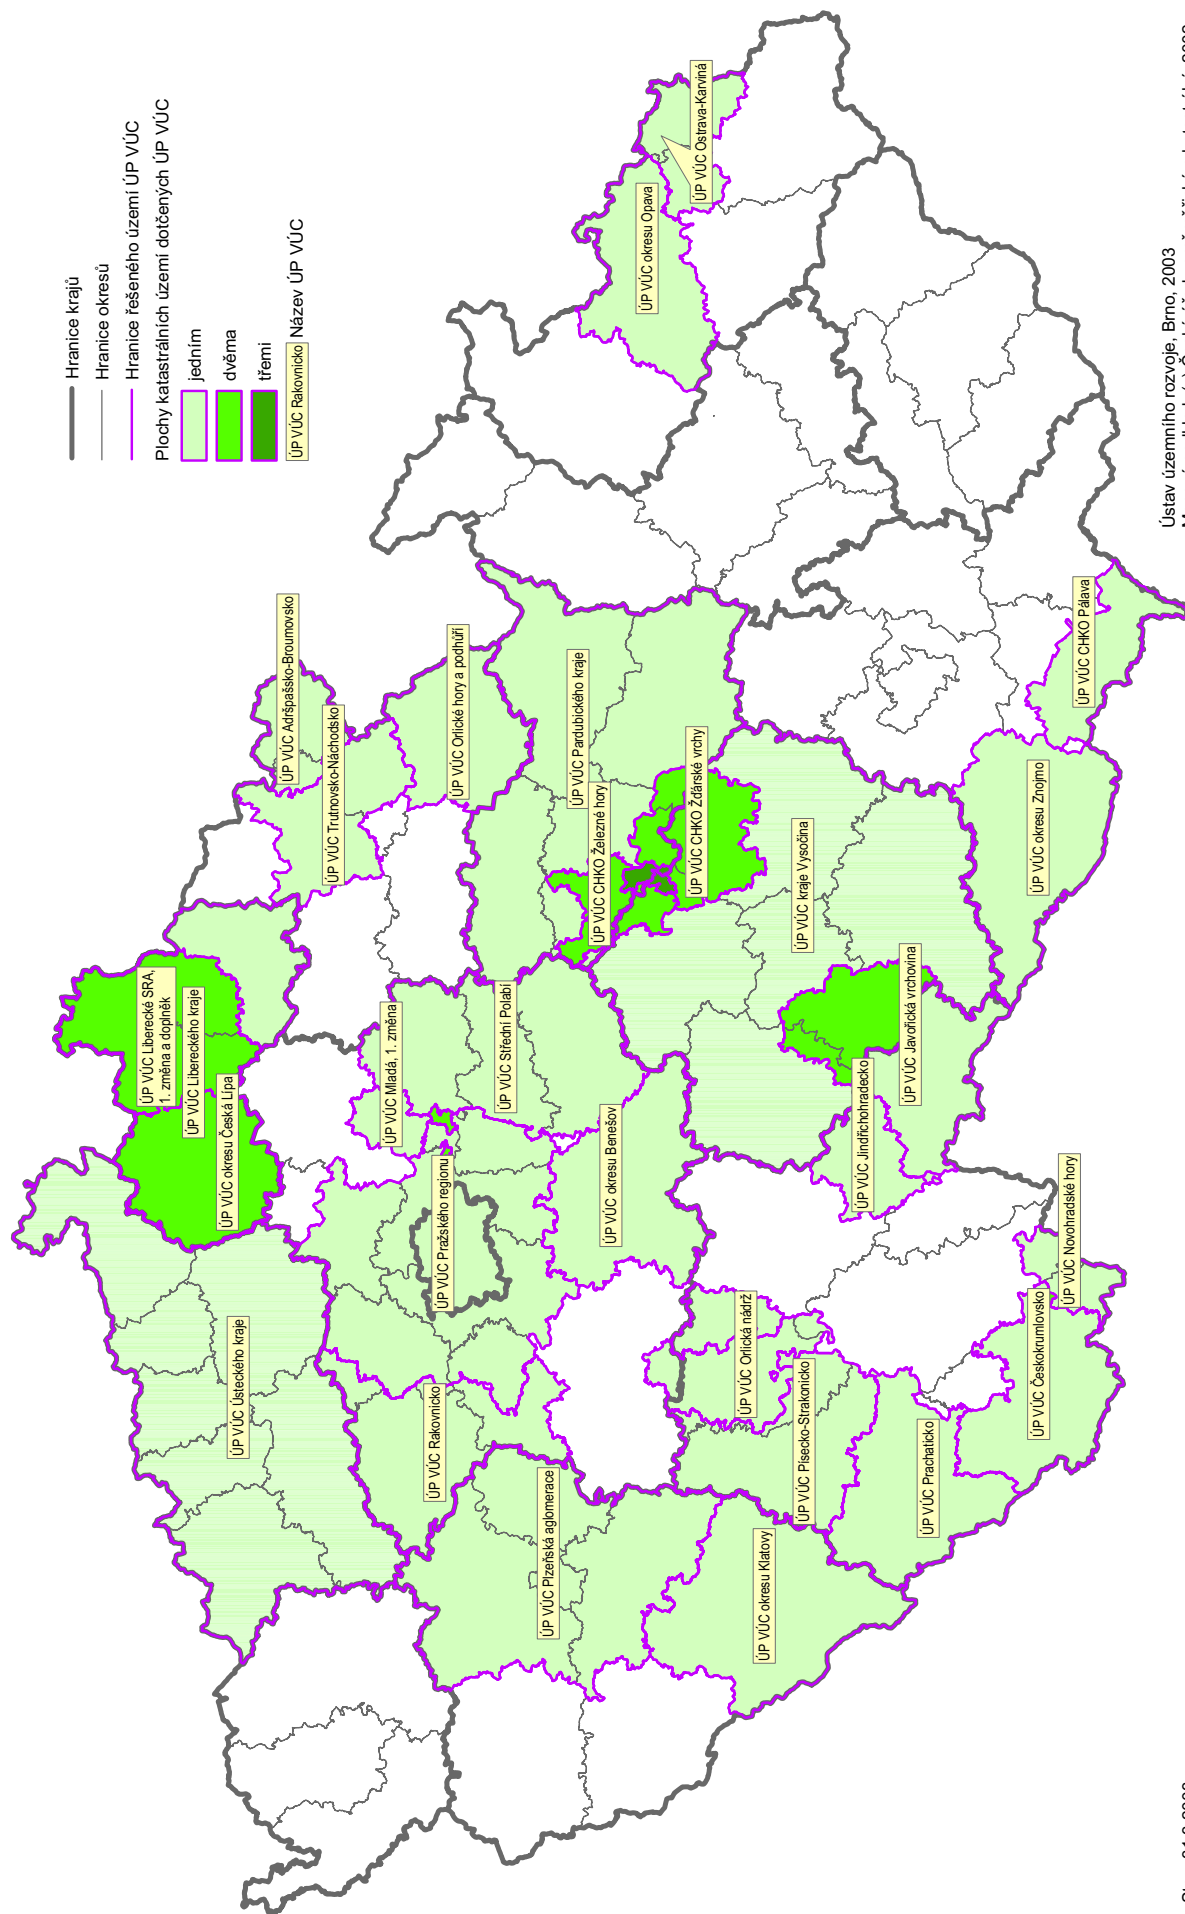 Hranice krajů
Hranice okresů
Hranice řešeného území ÚP VÚC
Plochy katastrálních území dotčených ÚP VÚC
jedním
dvěma
třemi
ÚP VÚC Rakovnicko Název ÚP VÚC
ÚP VÚC Liberecké SRA,
1. změna a doplněk
ÚP VÚC Libereckého kraje
ÚP VÚC okresu Česká Lípa
ÚP VÚC Ústeckého kraje
ÚP VÚC Adršpašsko-Broumovsko
ÚP VÚC Trutnovsko-Náchodsko
ÚP VÚC Orlické hory a podhůří
ÚP VÚC Mladá, 1. změna
ÚP VÚC Střední Polabí
ÚP VÚC Pražského regionu
ÚP VÚC Rakovnicko
ÚP VÚC Pardubického kraje
ÚP VÚC CHKO Železné hory
ÚP VÚC CHKO Žďárské vrchy
ÚP VÚC okresu Benešov
ÚP VÚC Plzeňská aglomerace
ÚP VÚC okresu Opava
ÚP VÚC Ostrava-Karviná
ÚP VÚC Orlická nádrž
ÚP VÚC okresu Klatovy
ÚP VÚC Písecko-Strakonicko
ÚP VÚC kraje Vysočina
ÚP VÚC Jindřichohradecko
ÚP VÚC Javořická vrchovina
ÚP VÚC Prachaticko
ÚP VÚC Českokrumlovsko
ÚP VÚC Novohradské hory
ÚP VÚC okresu Znojmo
ÚP VÚC CHKO Pálava
Ústav územního rozvoje, Brno, 2003